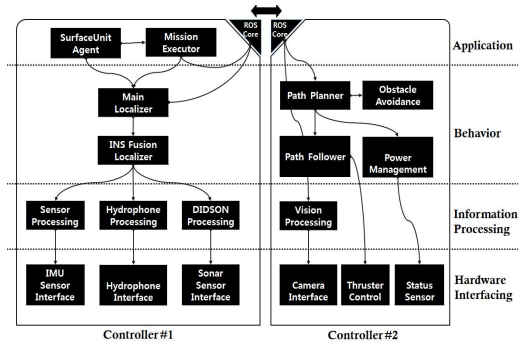 ROS
Core
ROS
Core
SurfaceUnit
Agent
Mission
Executor
Application
Main
Localizer
Path Planner
Obstacle
Avoidance
Behavior
INS Fusion
Localizer
Path Follower
Power
Management
Sensor
Processing
Hydrophone
Processing
DIDSON
Processing
Vision
Processing
Information
Processing
IMU
Sensor
Interface
Hydrophone
Interface
Sonar
Sensor
Interface
Camera
Interface
Thruster
Control
Status
Sensor
Hardware
Interfacing
Controller#1
Controller#2